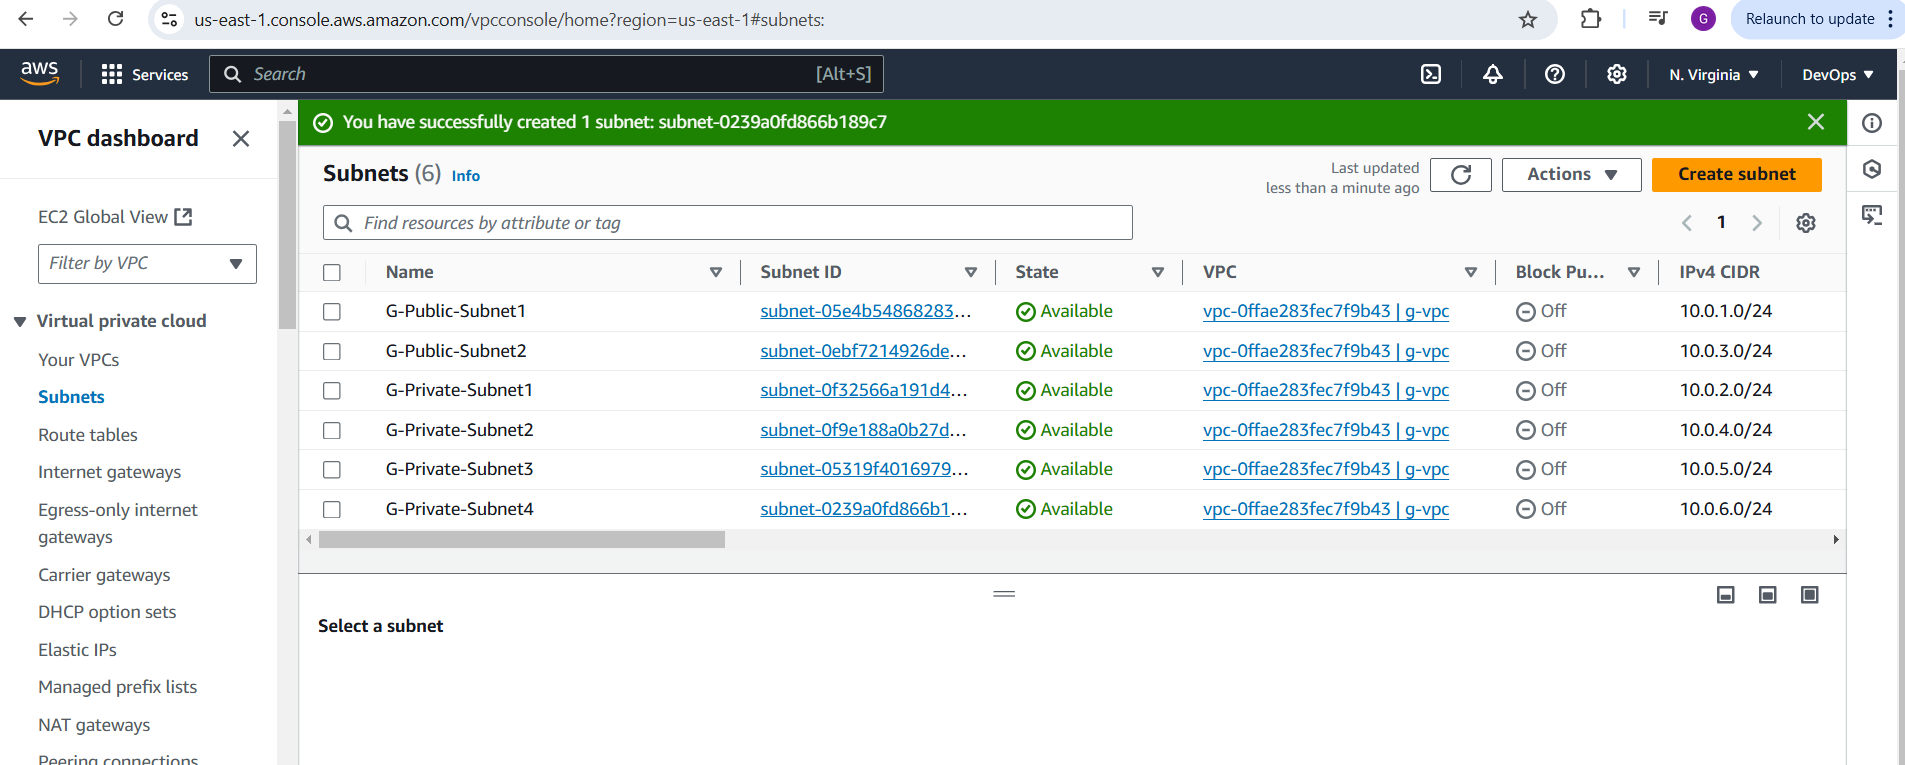 us-east-1.console.aws.amazon.com/vpcconsole/home?region=us-east-1#subnets:
G
Relaunch to update
aws
Services
Search
[Alt+S]
N. Virginia
DevOps
VPC dashboard
EC2 Global View
Filter by VPC
Virtual private cloud
Your VPCs
Subnets
Route tables
Internet gateways
Egress-only internet
gateways
Carrier gateways
DHCP option sets
Elastic IPs
Managed prefix lists
NAT gateways
Peering connections
You have successfully created 1 subnet: subnet-0239a0fd866b189c7
Subnets (6) Info
Last updated
less than a minute ago
Actions
Create subnet
Find resources by attribute or tag
1
Name Subnet ID State VPC Block Pu... IPv4 CIDR
G-Public-Subnet1 subnet-05e4b54868283... Available vpc-0ffae283fec7f9b43 | g-vpc Off 10.0.1.0/24
G-Public-Subnet2 subnet-0ebf7214926de... Available vpc-0ffae283fec7f9b43 | g-vpc Off 10.0.3.0/24
G-Private-Subnet1 subnet-0f32566a191d4... Available vpc-0ffae283fec7f9b43 | g-vpc Off 10.0.2.0/24
G-Private-Subnet2 subnet-0f9e188a0b27d... Available vpc-0ffae283fec7f9b43 | g-vpc Off 10.0.4.0/24
G-Private-Subnet3 subnet-05319f4016979... Available vpc-0ffae283fec7f9b43 | g-vpc Off 10.0.5.0/24
G-Private-Subnet4 subnet-0239a0fd866b1... Available vpc-0ffae283fec7f9b43 | g-vpc Off 10.0.6.0/24
Select a subnet